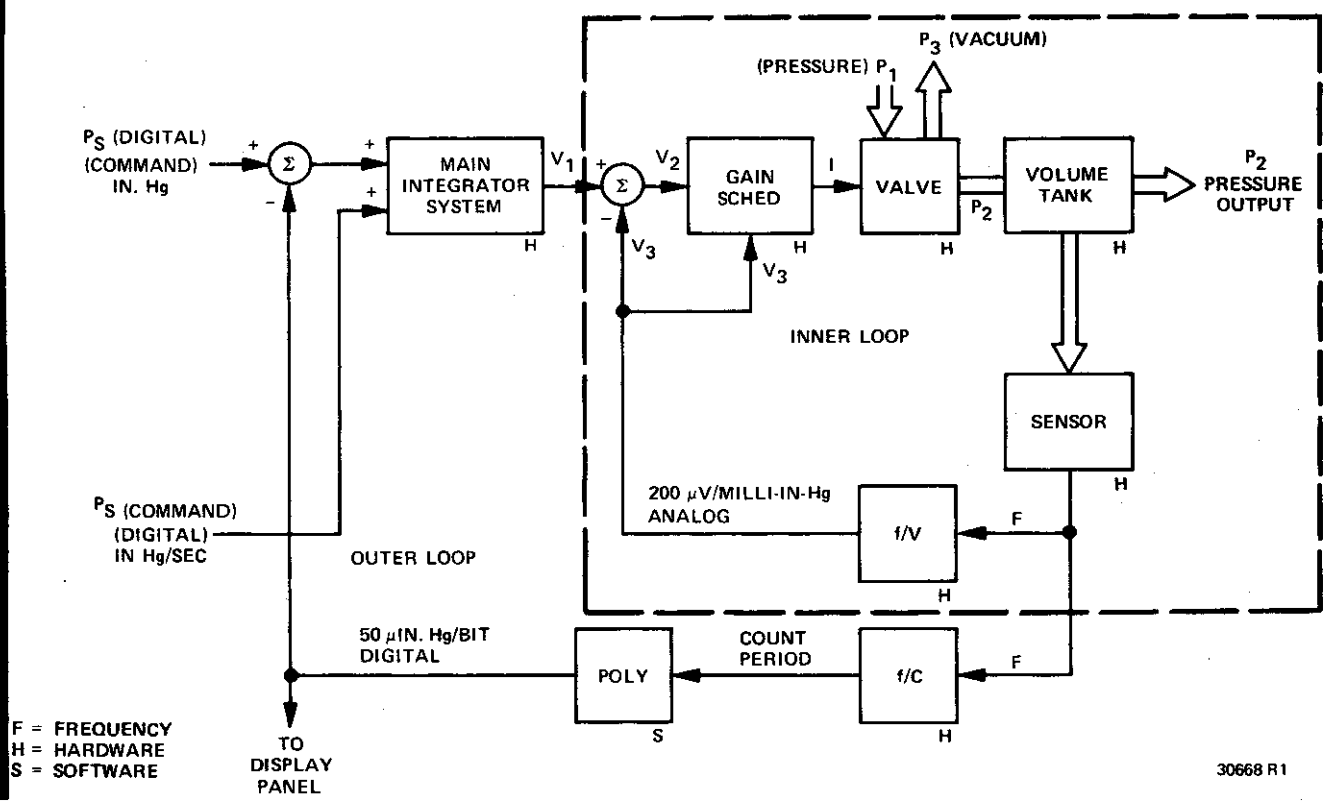 P3 (VACUUM)
(PRESSURE) P1
PS (DIGITAL)
(COMMAND)
IN. Hg
+
Σ
-
+
+
MAIN
INTEGRATOR
SYSTEM
H
V1
+
Σ
-
V2
V3
GAIN
SCHED
H
V3
I
VALVE
H
P2
VOLUME
TANK
H
P2
PRESSURE
OUTPUT
INNER LOOP
SENSOR
H
200 μV/MILLI-IN-Hg
ANALOG
f/V
H
F
PS (COMMAND)
(DIGITAL)
IN Hg/SEC
OUTER LOOP
50 μIN. Hg/BIT
DIGITAL
POLY
S
COUNT
PERIOD
f/C
H
F
F = FREQUENCY
H = HARDWARE
S = SOFTWARE
TO
DISPLAY
PANEL
30668 R1